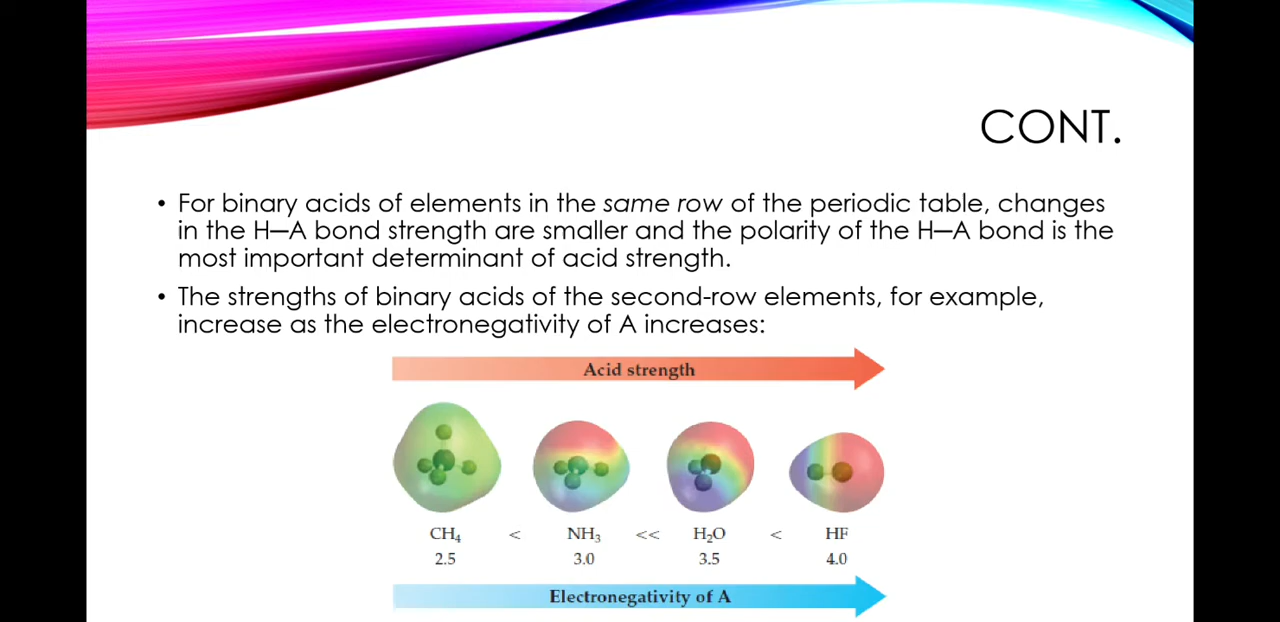 CONT.
• For binary acids of elements in the same row of the periodic table, changes
in the H—A bond strength are smaller and the polarity of the H—A bond is the
most important determinant of acid strength.
• The strengths of binary acids of the second-row elements, for example,
increase as the electronegativity of A increases:
Acid strength
CH₄ < NH₃ << H₂O < HF
2.5 3.0 3.5 4.0
Electronegativity of A